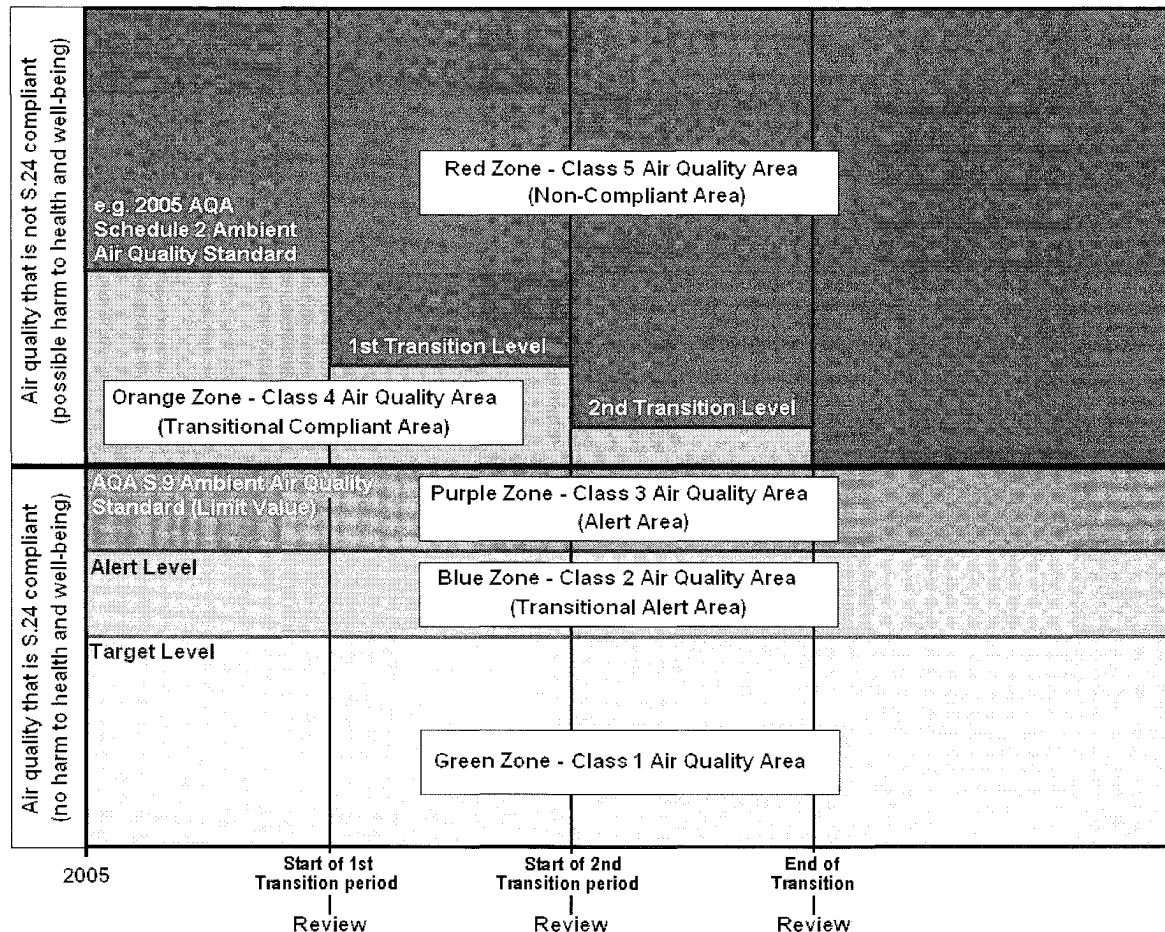 Air quality that is not S.24 compliant
(possible harm to health and well-being)
Red Zone - Class 5 Air Quality Area
(Non-Compliant Area)
e.g. 2005 AQA
Schedule 2 Ambient
Air Quality Standard
1st Transition Level
Orange Zone - Class 4 Air Quality Area
(Transitional Compliant Area)
2nd Transition Level
Air quality that is S.24 compliant
(no harm to health and well-being)
AQA S.9 Ambient Air Quality
Standard (Limit Value)
Purple Zone - Class 3 Air Quality Area
(Alert Area)
Alert Level
Blue Zone - Class 2 Air Quality Area
(Transitional Alert Area)
Target Level
Green Zone - Class 1 Air Quality Area
2005
Start of 1st
Transition period
Review
Start of 2nd
Transition period
Review
End of
Transition
Review